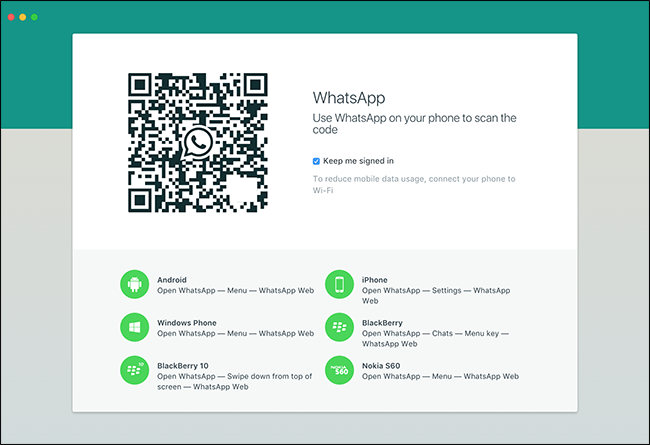 WhatsApp
Use WhatsApp on your phone to scan the
code
Keep me signed in
To reduce mobile data usage, connect your phone to
Wi-Fi
Android
Open WhatsApp — Menu — WhatsApp Web
iPhone
Open WhatsApp — Settings — WhatsApp
Web
Windows Phone
Open WhatsApp — Menu — WhatsApp Web
BlackBerry
Open WhatsApp — Chats — Menu key —
WhatsApp Web
10
BlackBerry 10
Open WhatsApp — Swipe down from top of
screen — WhatsApp Web
NOKIA
S60
Nokia S60
Open WhatsApp — Menu — WhatsApp Web